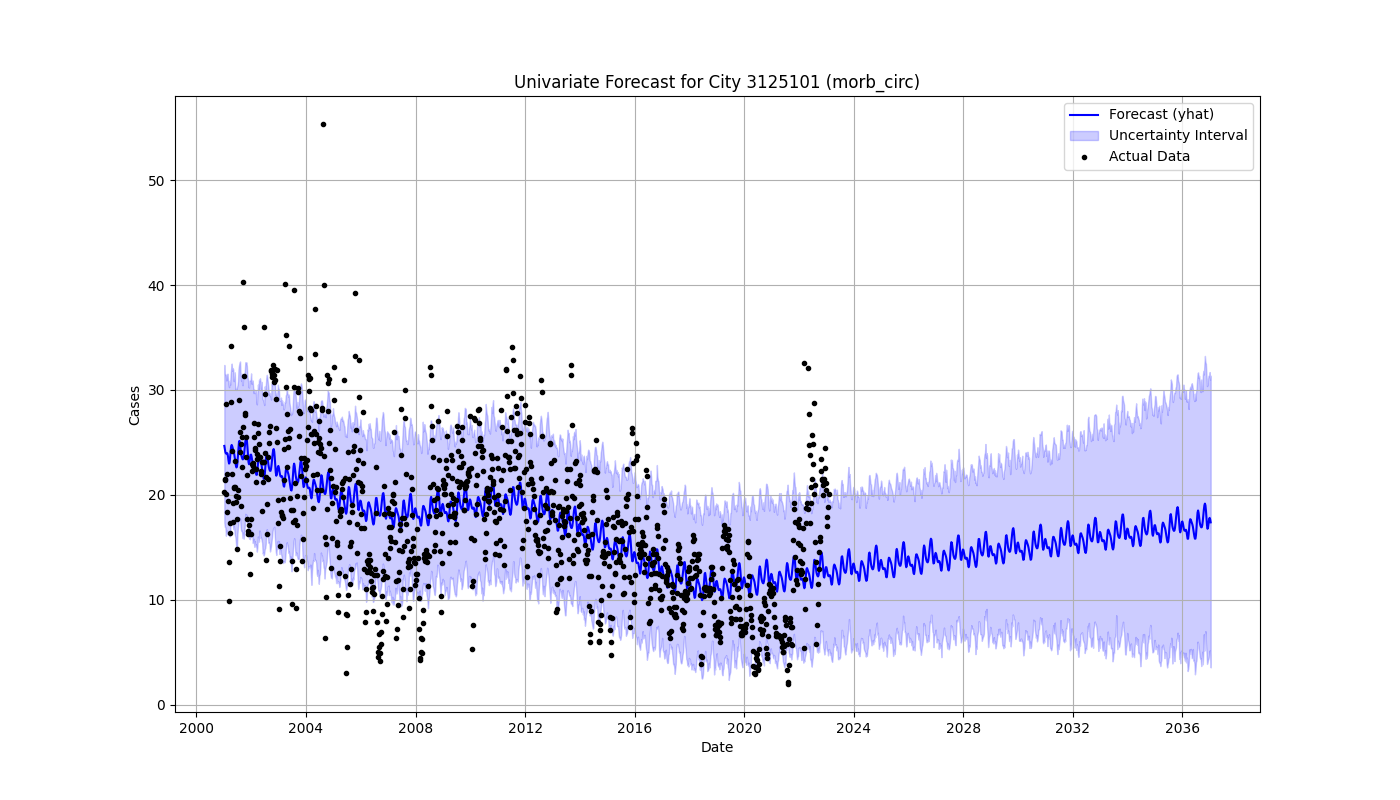 Univariate Forecast for City 3125101 (morb_circ)
Forecast (yhat)
Uncertainty Interval
Actual Data
50
40
30
20
10
0
Cases
2000 2004 2008 2012 2016 2020 2024 2028 2032 2036
Date